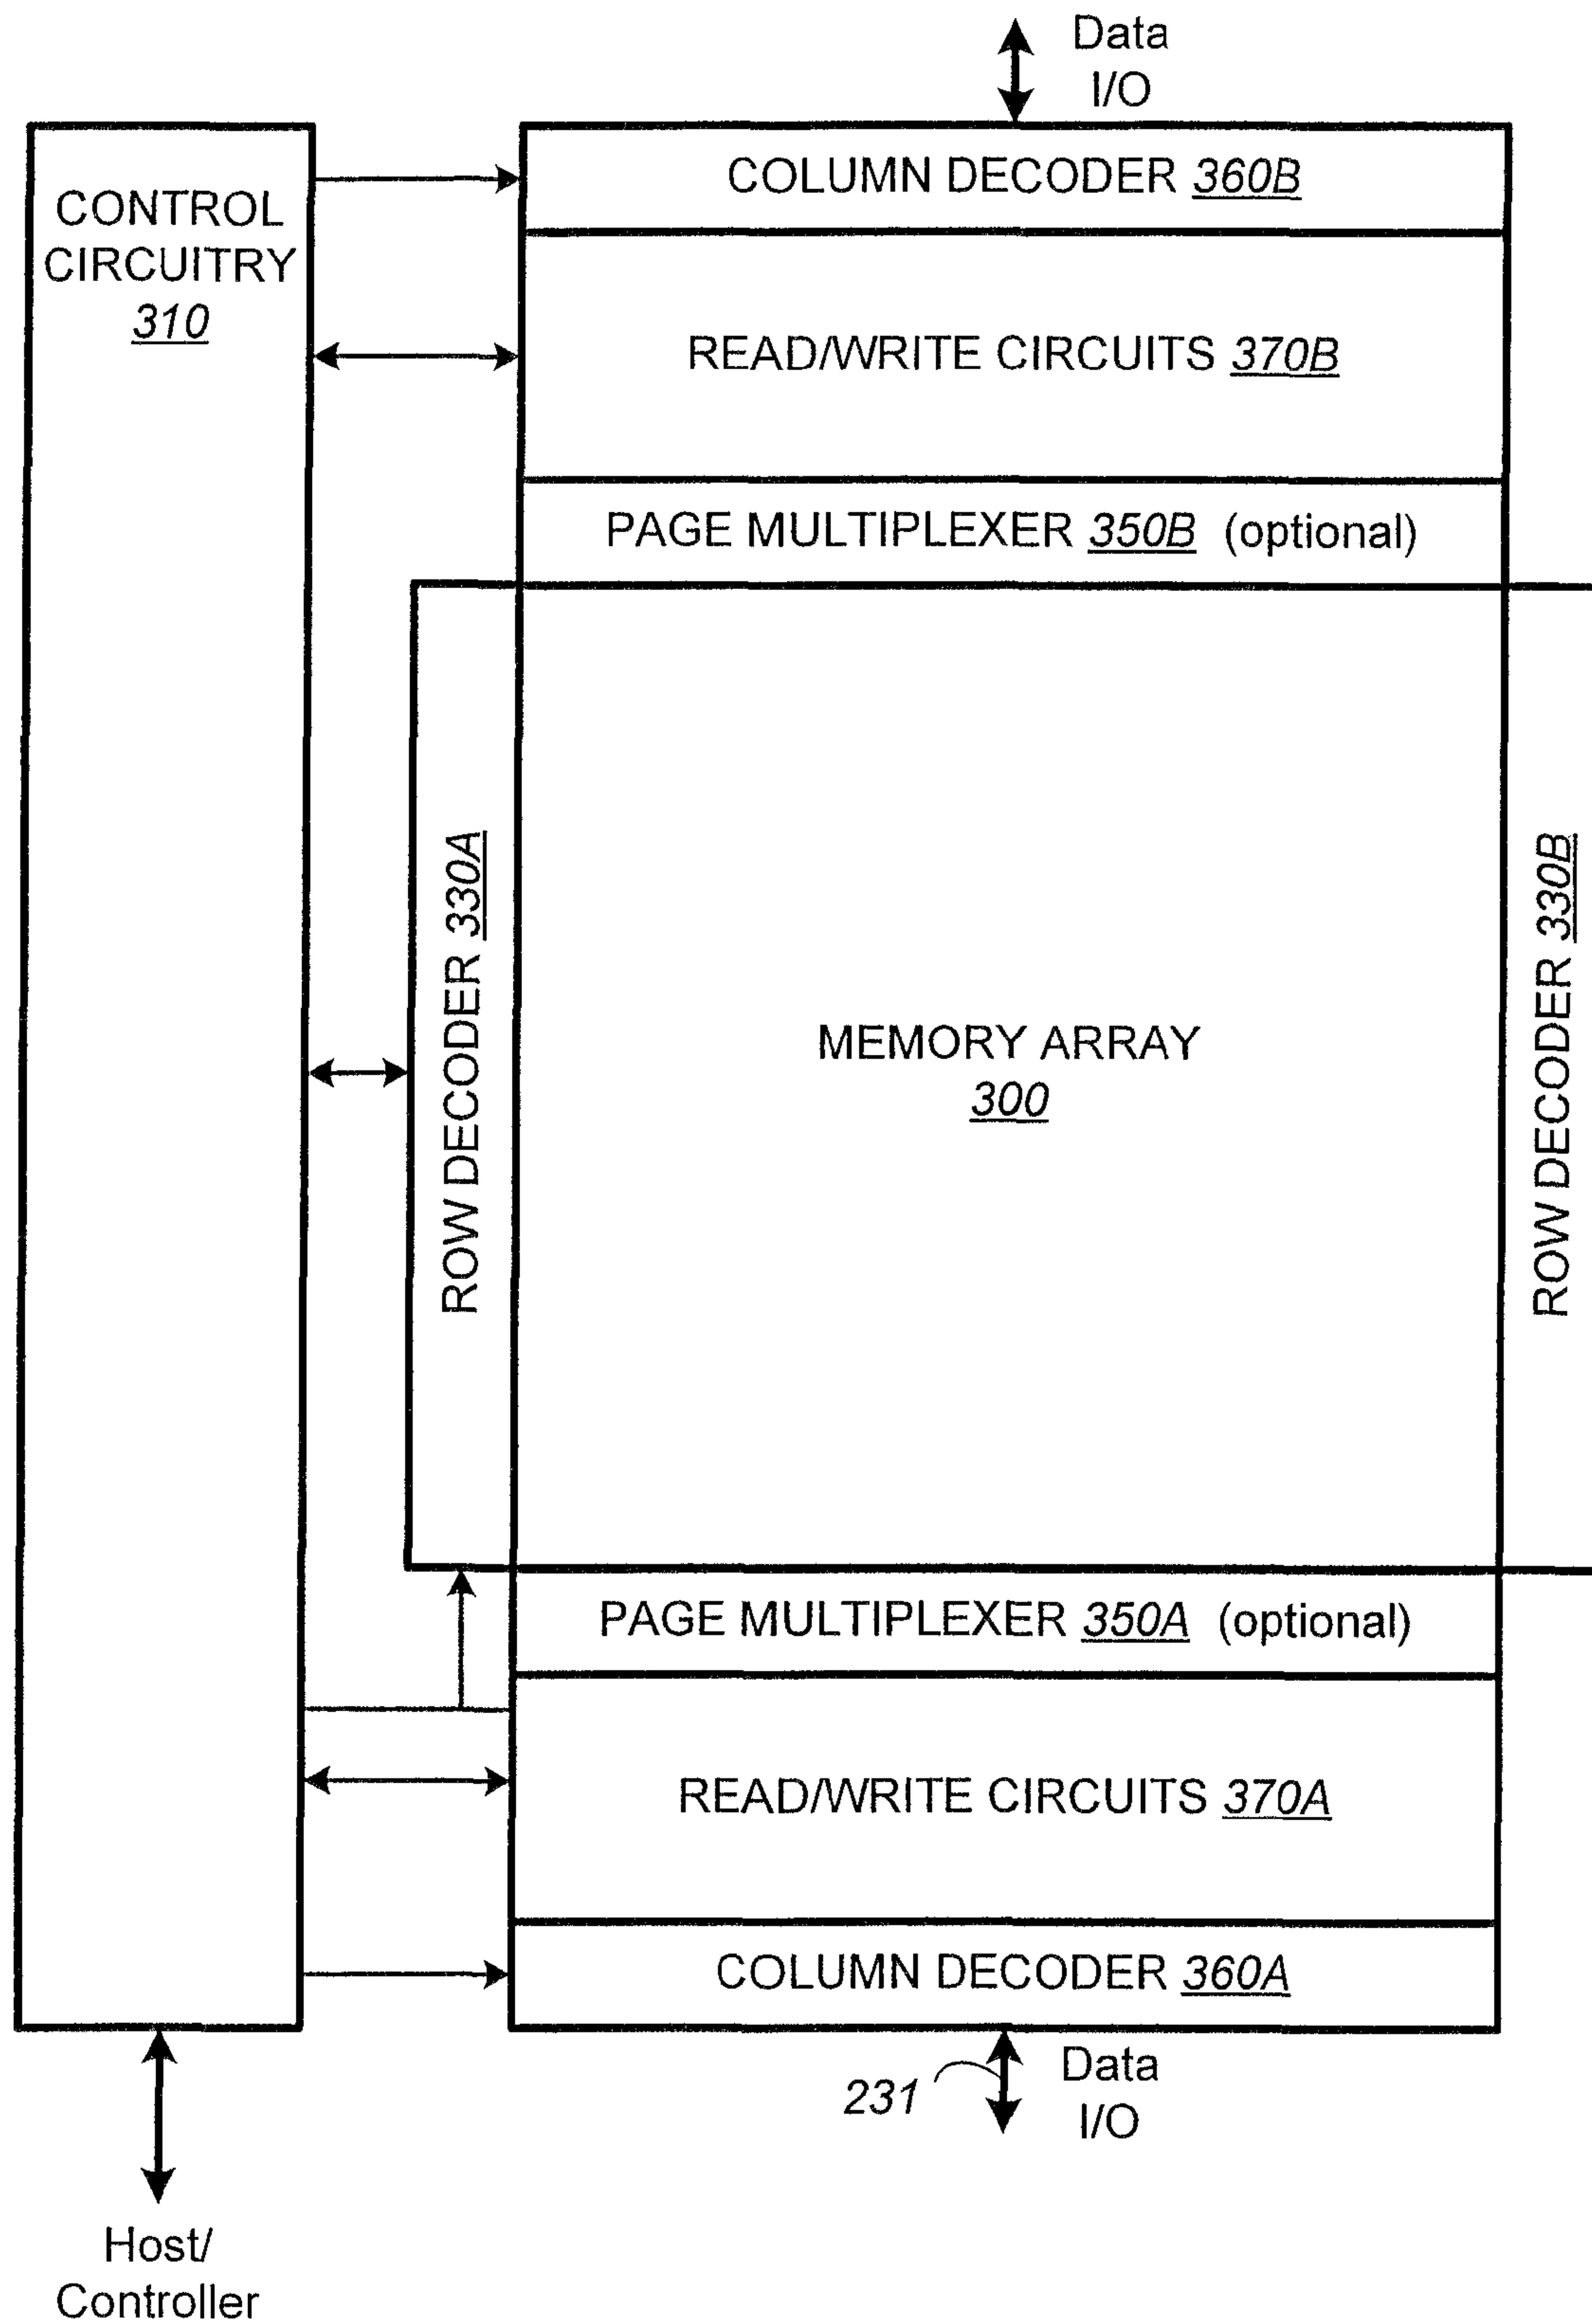 Data
I/O
CONTROL
CIRCUITRY
310
COLUMN DECODER 360B
READ/WRITE CIRCUITS 370B
PAGE MULTIPLEXER 350B (optional)
ROW DECODER 330A
MEMORY ARRAY
300
ROW DECODER 330B
PAGE MULTIPLEXER 350A (optional)
READ/WRITE CIRCUITS 370A
COLUMN DECODER 360A
231
Data
I/O
Host/
Controller